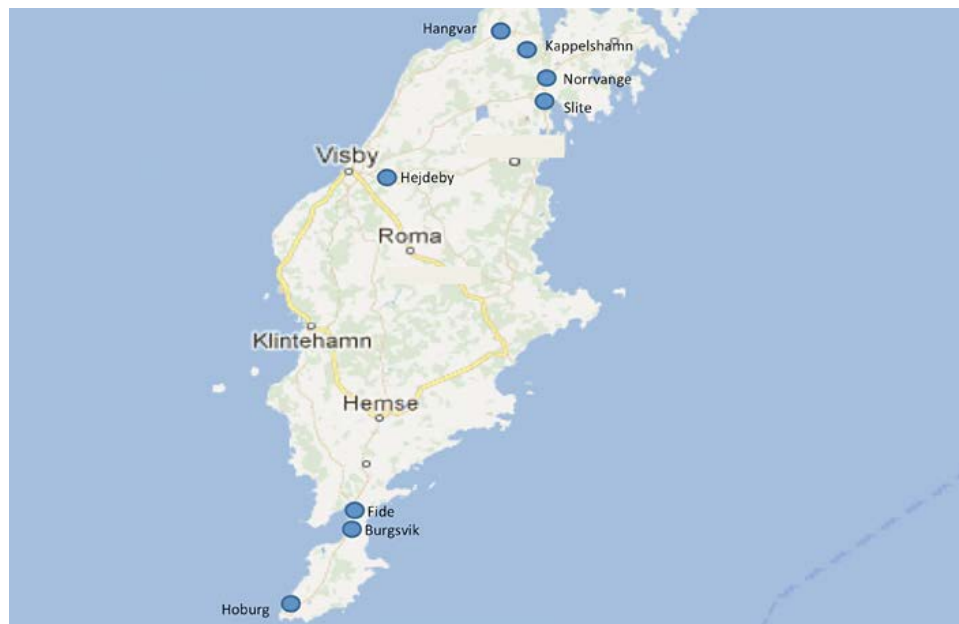 Hangvar
Kappelshamn
Norrvange
Slite
Visby
Hejdeby
Roma
Klintehamn
Hemse
Fide
Burgsvik
Hoburg